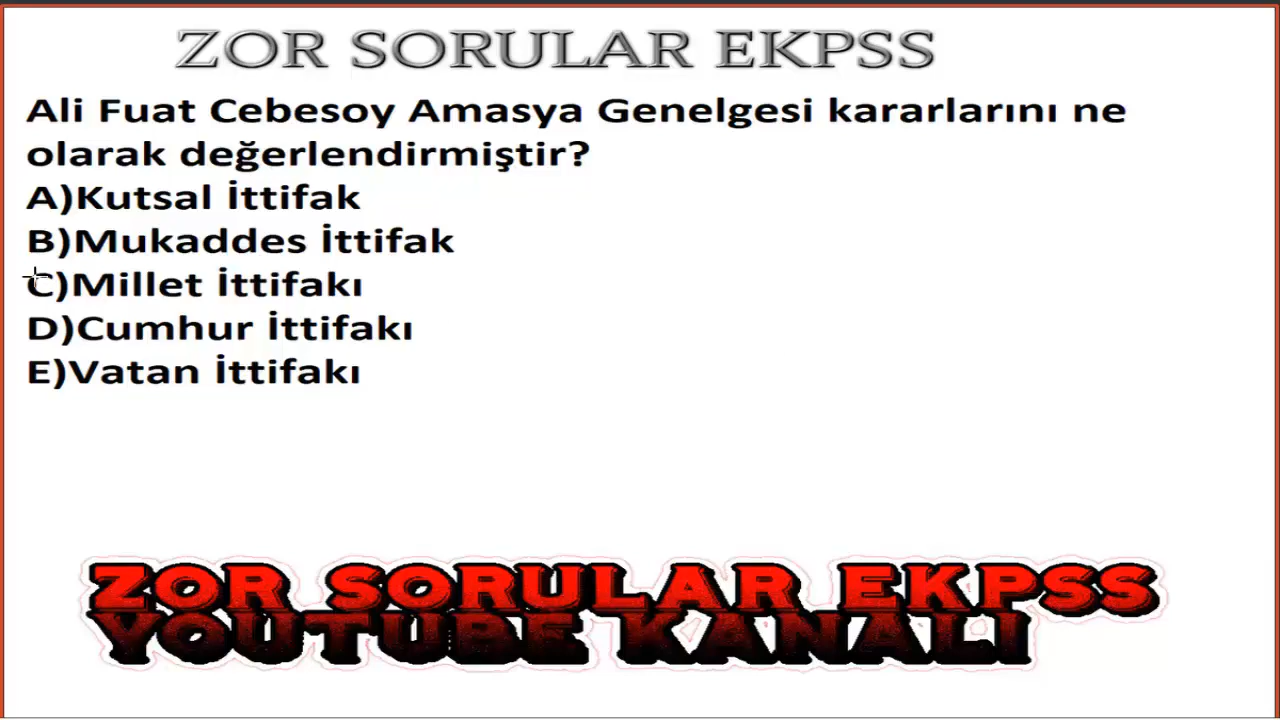 ZOR SORULAR EKPSS
Ali Fuat Cebesoy Amasya Genelgesi kararlarını ne
olarak değerlendirmiştir?
A)Kutsal İttifak
B)Mukaddes İttifak
C)Millet İttifakı
D)Cumhur İttifakı
E)Vatan İttifakı
ZOR SORULAR EKPSS
YOUTUBE KANALI